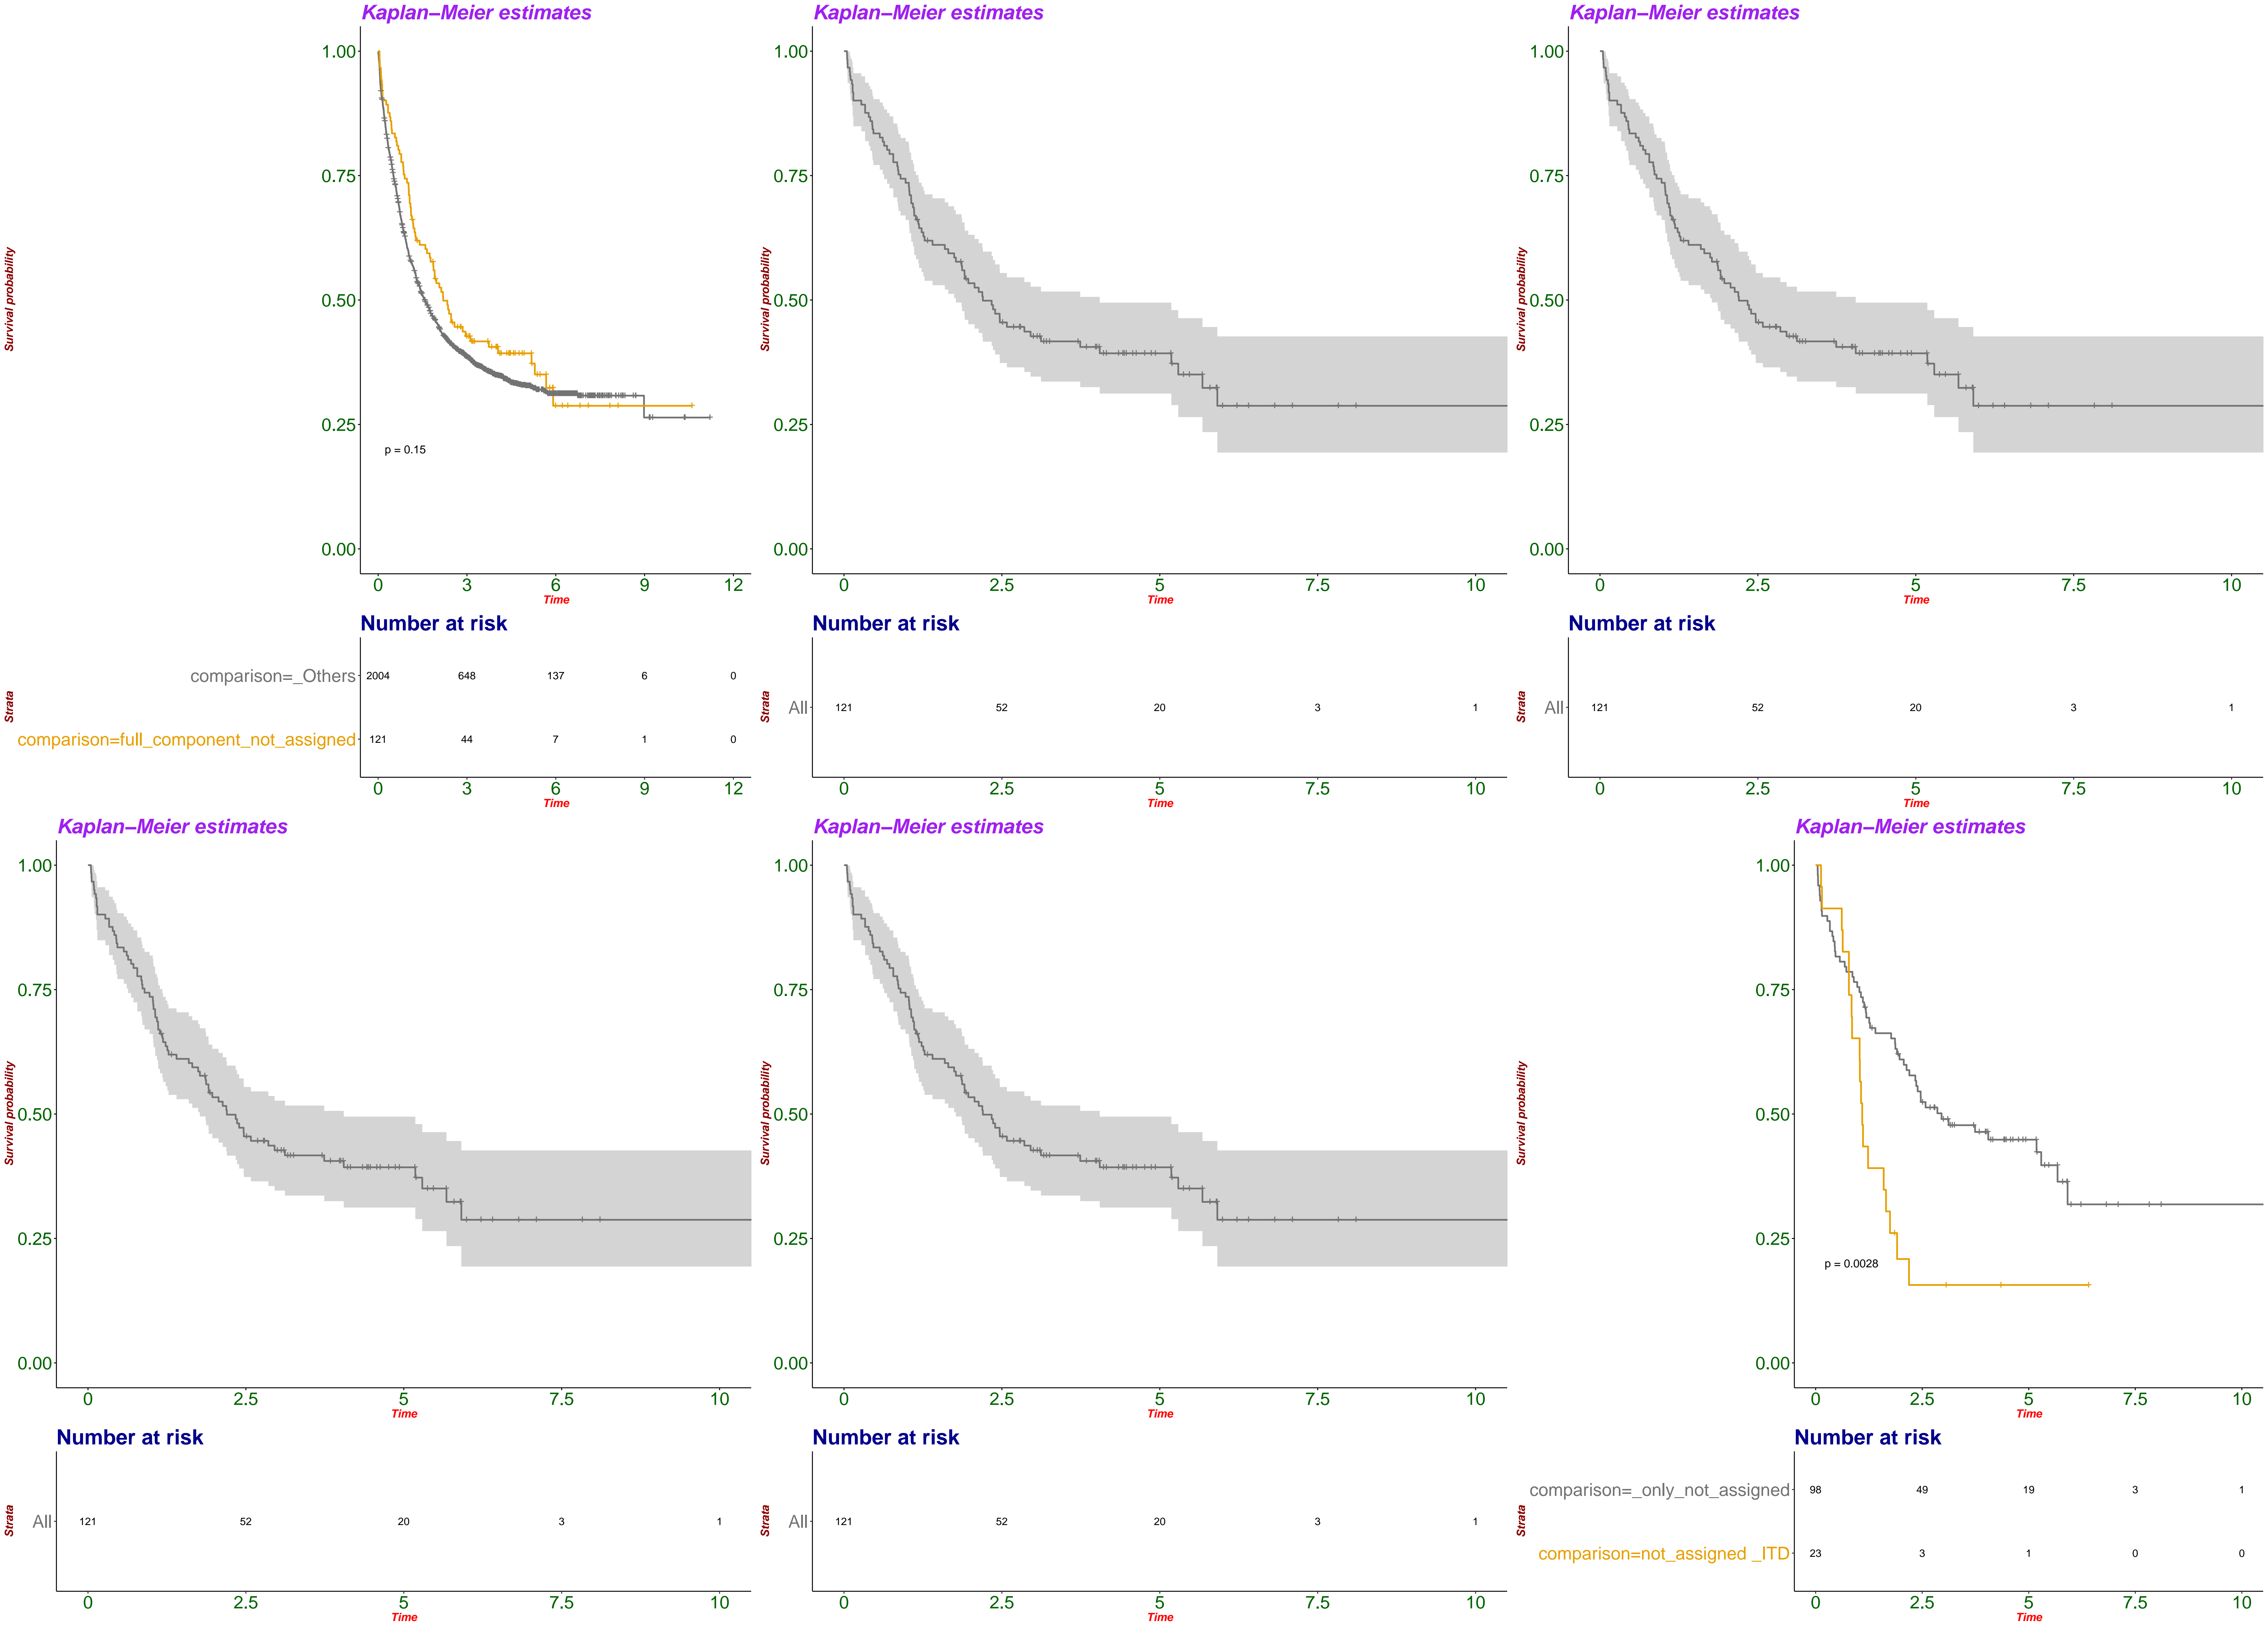 Kaplan–Meier estimates
Survival probability
1.00
0.75
0.50
0.25
0.00
p = 0.15
0 3 6 9 12
Time
Number at risk
Strata
comparison=_Others 2004 648 137 6 0
comparison=full_component_not_assigned 121 44 7 1 0
0 3 6 9 12
Time
Kaplan–Meier estimates
Survival probability
1.00
0.75
0.50
0.25
0.00
0 2.5 5 7.5 10
Time
Number at risk
Strata
All 121 52 20 3 1
0 2.5 5 7.5 10
Time
Kaplan–Meier estimates
Survival probability
1.00
0.75
0.50
0.25
0.00
0 2.5 5 7.5 10
Time
Number at risk
Strata
All 121 52 20 3 1
0 2.5 5 7.5 10
Time
Kaplan–Meier estimates
Survival probability
1.00
0.75
0.50
0.25
0.00
0 2.5 5 7.5 10
Time
Number at risk
Strata
All 121 52 20 3 1
0 2.5 5 7.5 10
Time
Kaplan–Meier estimates
Survival probability
1.00
0.75
0.50
0.25
0.00
0 2.5 5 7.5 10
Time
Number at risk
Strata
All 121 52 20 3 1
0 2.5 5 7.5 10
Time
Kaplan–Meier estimates
Survival probability
1.00
0.75
0.50
0.25
0.00
p = 0.0028
0 2.5 5 7.5 10
Time
Number at risk
Strata
comparison=_only_not_assigned 98 49 19 3 1
comparison=not_assigned _ITD 23 3 1 0 0
0 2.5 5 7.5 10
Time